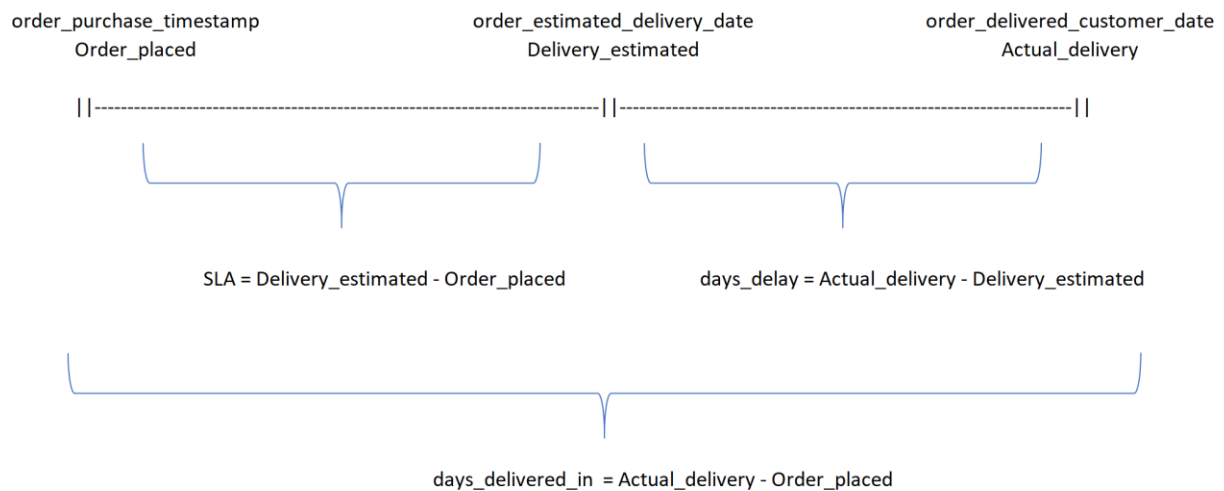 order_purchase_timestamp
Order_placed
order_estimated_delivery_date
Delivery_estimated
order_delivered_customer_date
Actual_delivery
||-----------------------------------------------------------------------------||---------------------------------------------------------------------||
SLA = Delivery_estimated - Order_placed
days_delay = Actual_delivery - Delivery_estimated
days_delivered_in  = Actual_delivery - Order_placed